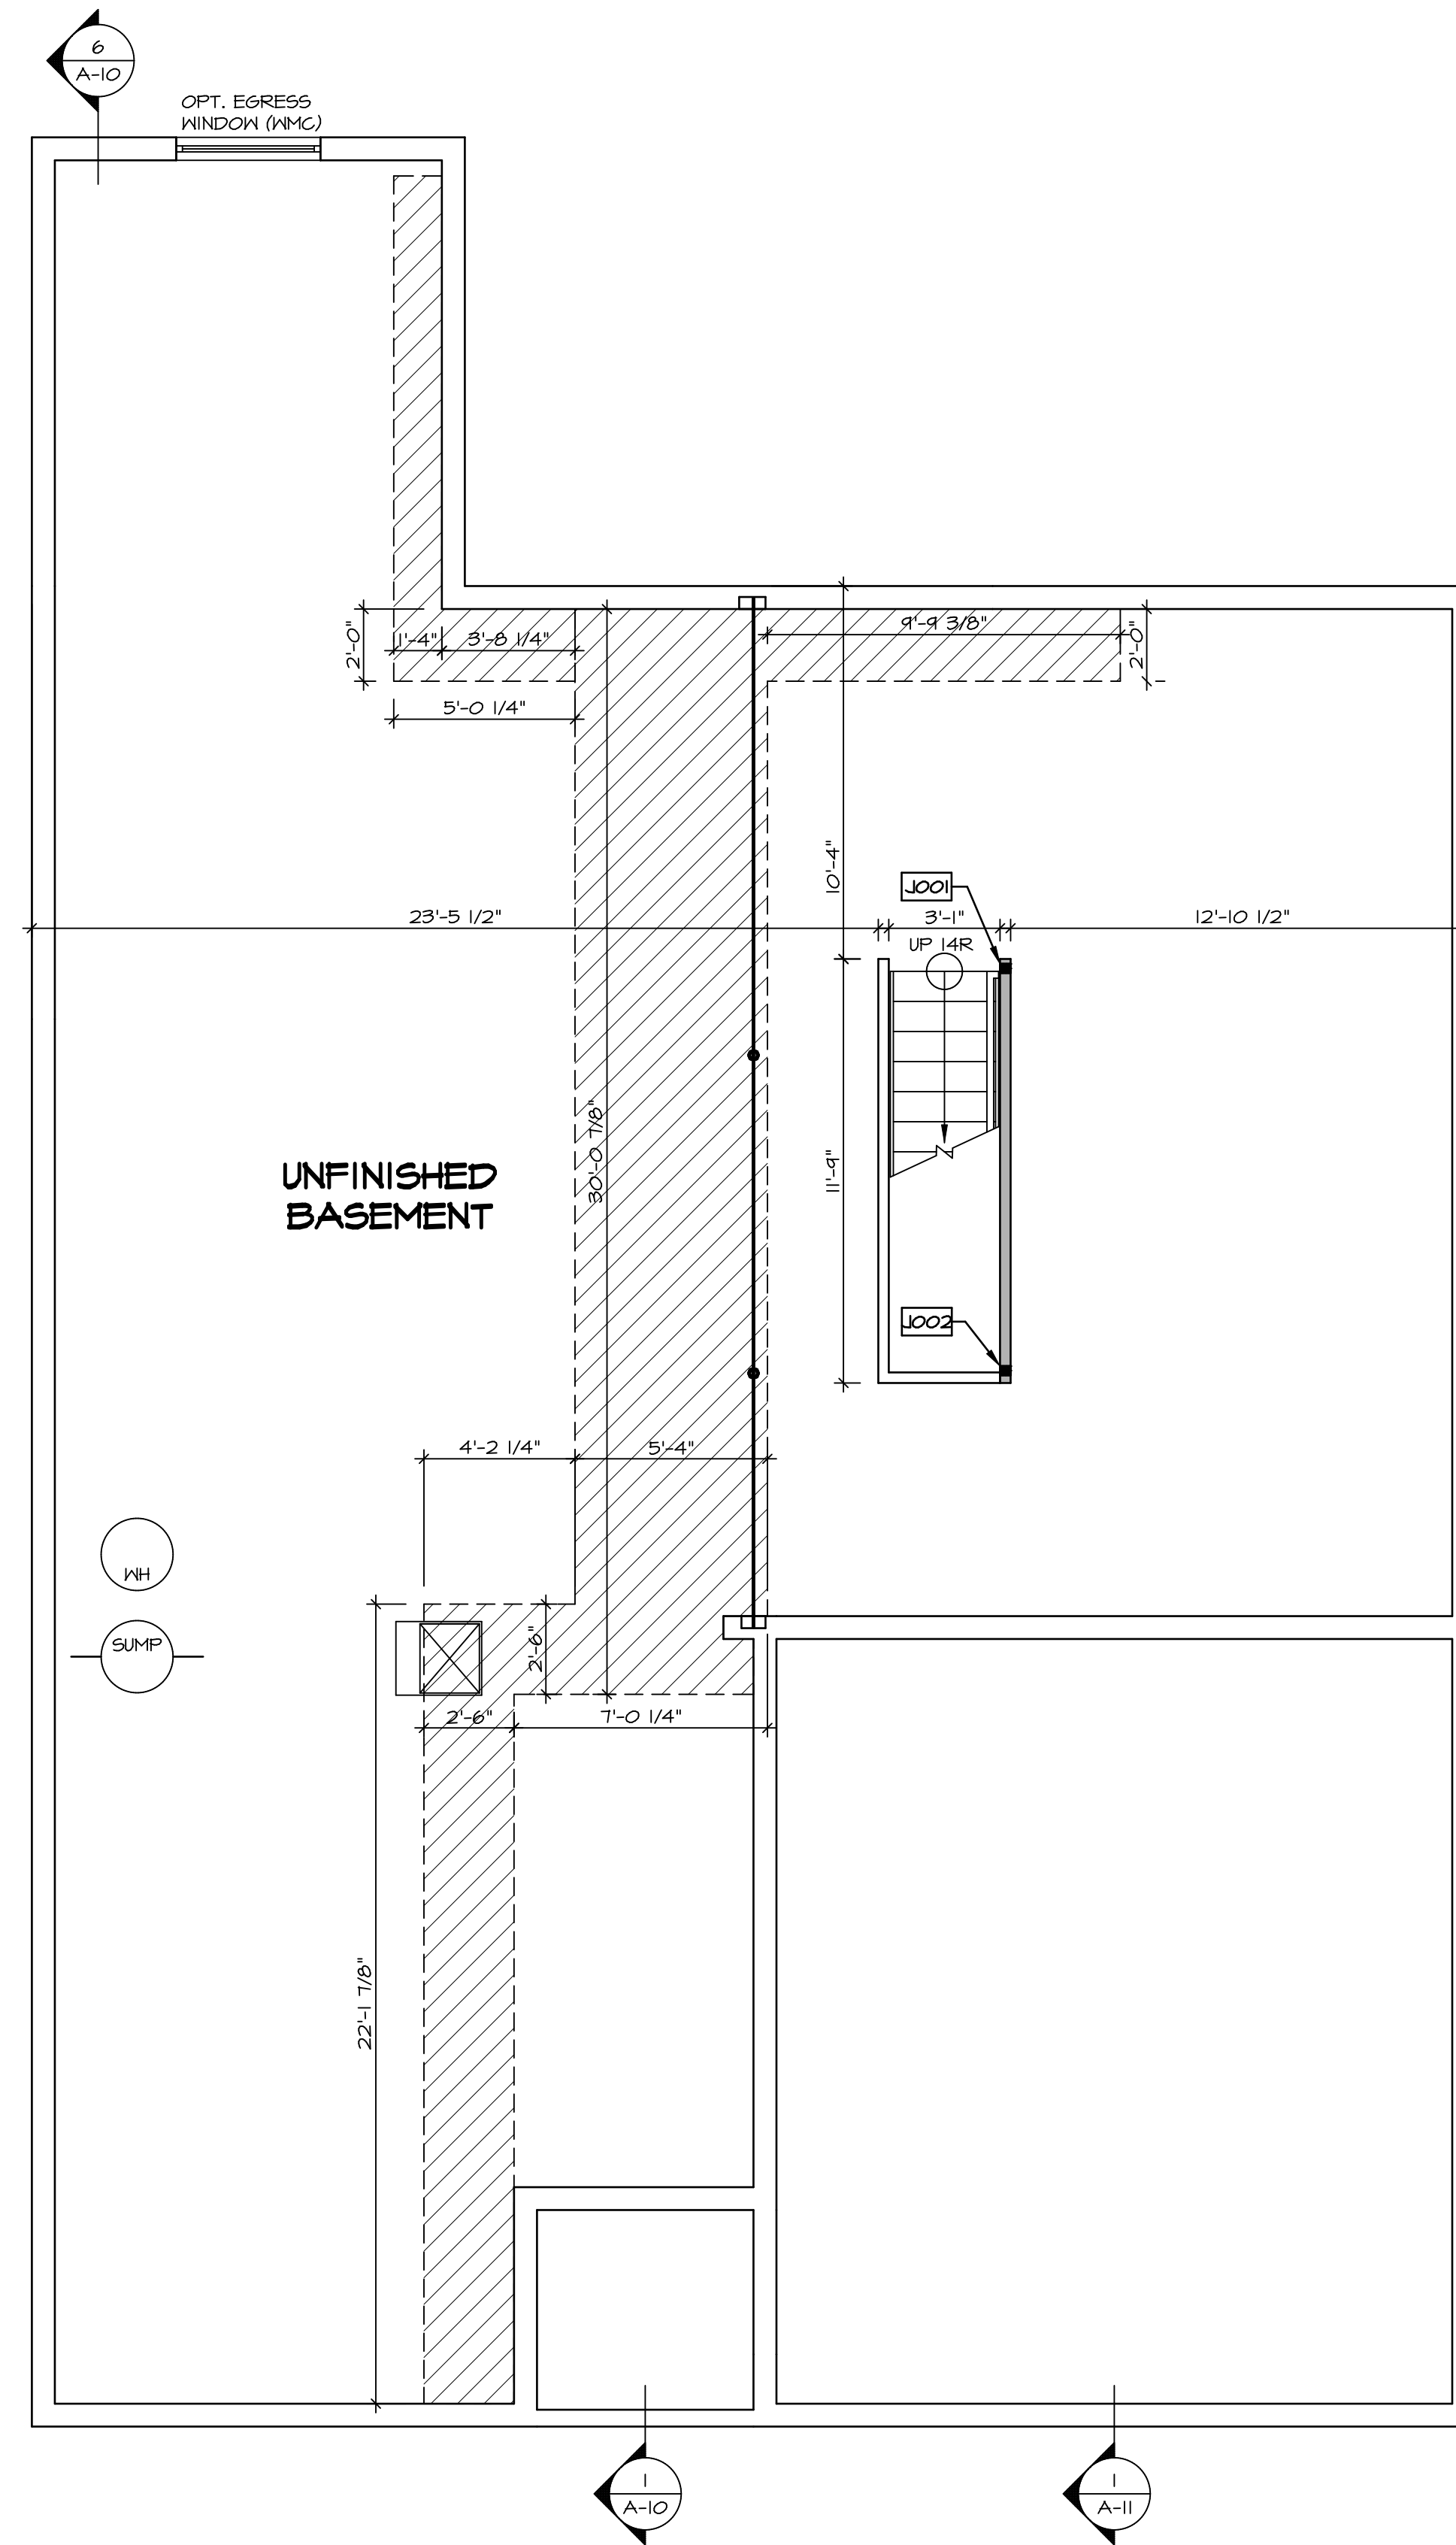 6
A-10
OPT. EGRESS
WINDOW (WMC)
9'-9 3/8"
2'-0"
1'-4"
3'-8 1/4"
2'-0"
5'-0 1/4"
10'-4"
J001
23'-5 1/2"
3'-1"
12'-10 1/2"
UP 14R
30'-0 7/8"
11'-9"
UNFINISHED
BASEMENT
J002
4'-2 1/4"
5'-4"
WH
SUMP
2'-6"
2'-6"
7'-0 1/4"
22'-1 7/8"
1
A-10
1
A-11